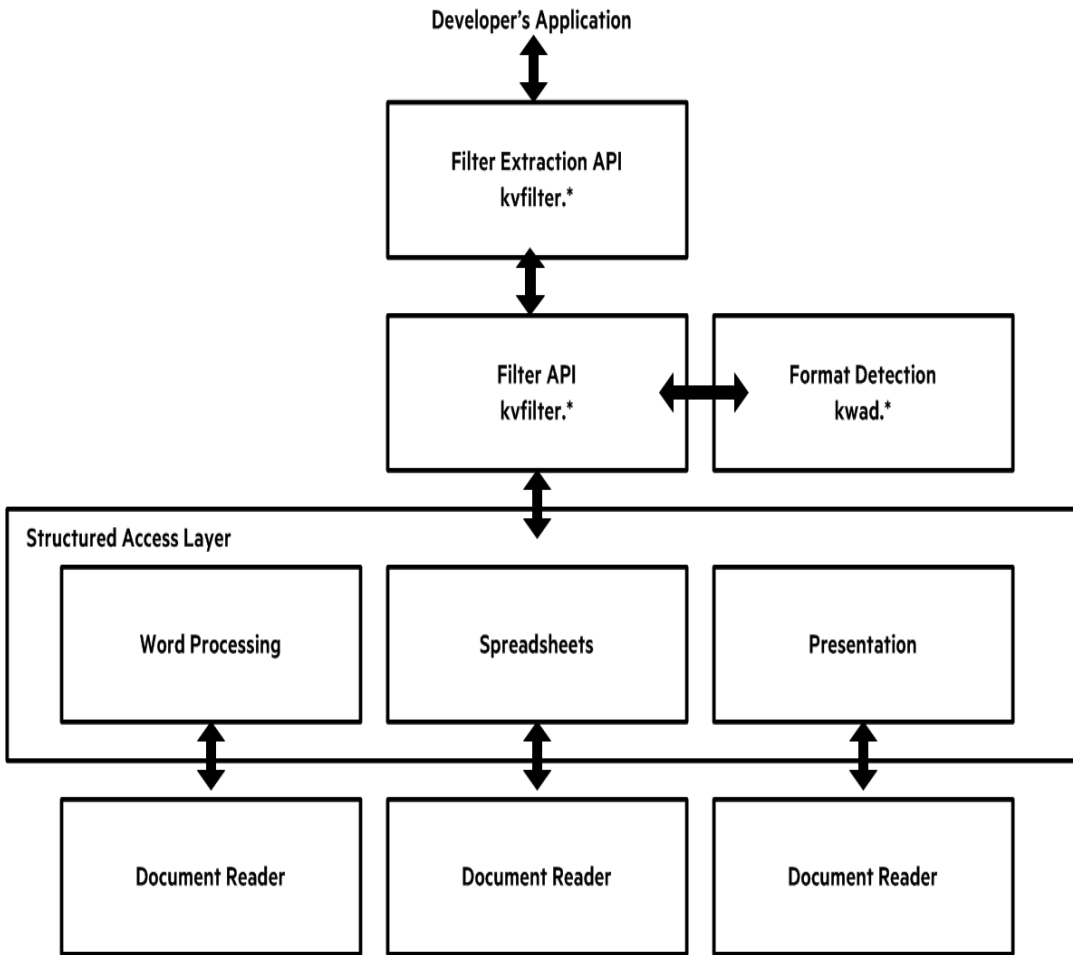 Developer’s Application
Filter Extraction API
kvfilter.*
Filter API
kvfilter.*
Format Detection
kwad.*
Structured Access Layer
Word Processing
Spreadsheets
Presentation
Document Reader
Document Reader
Document Reader